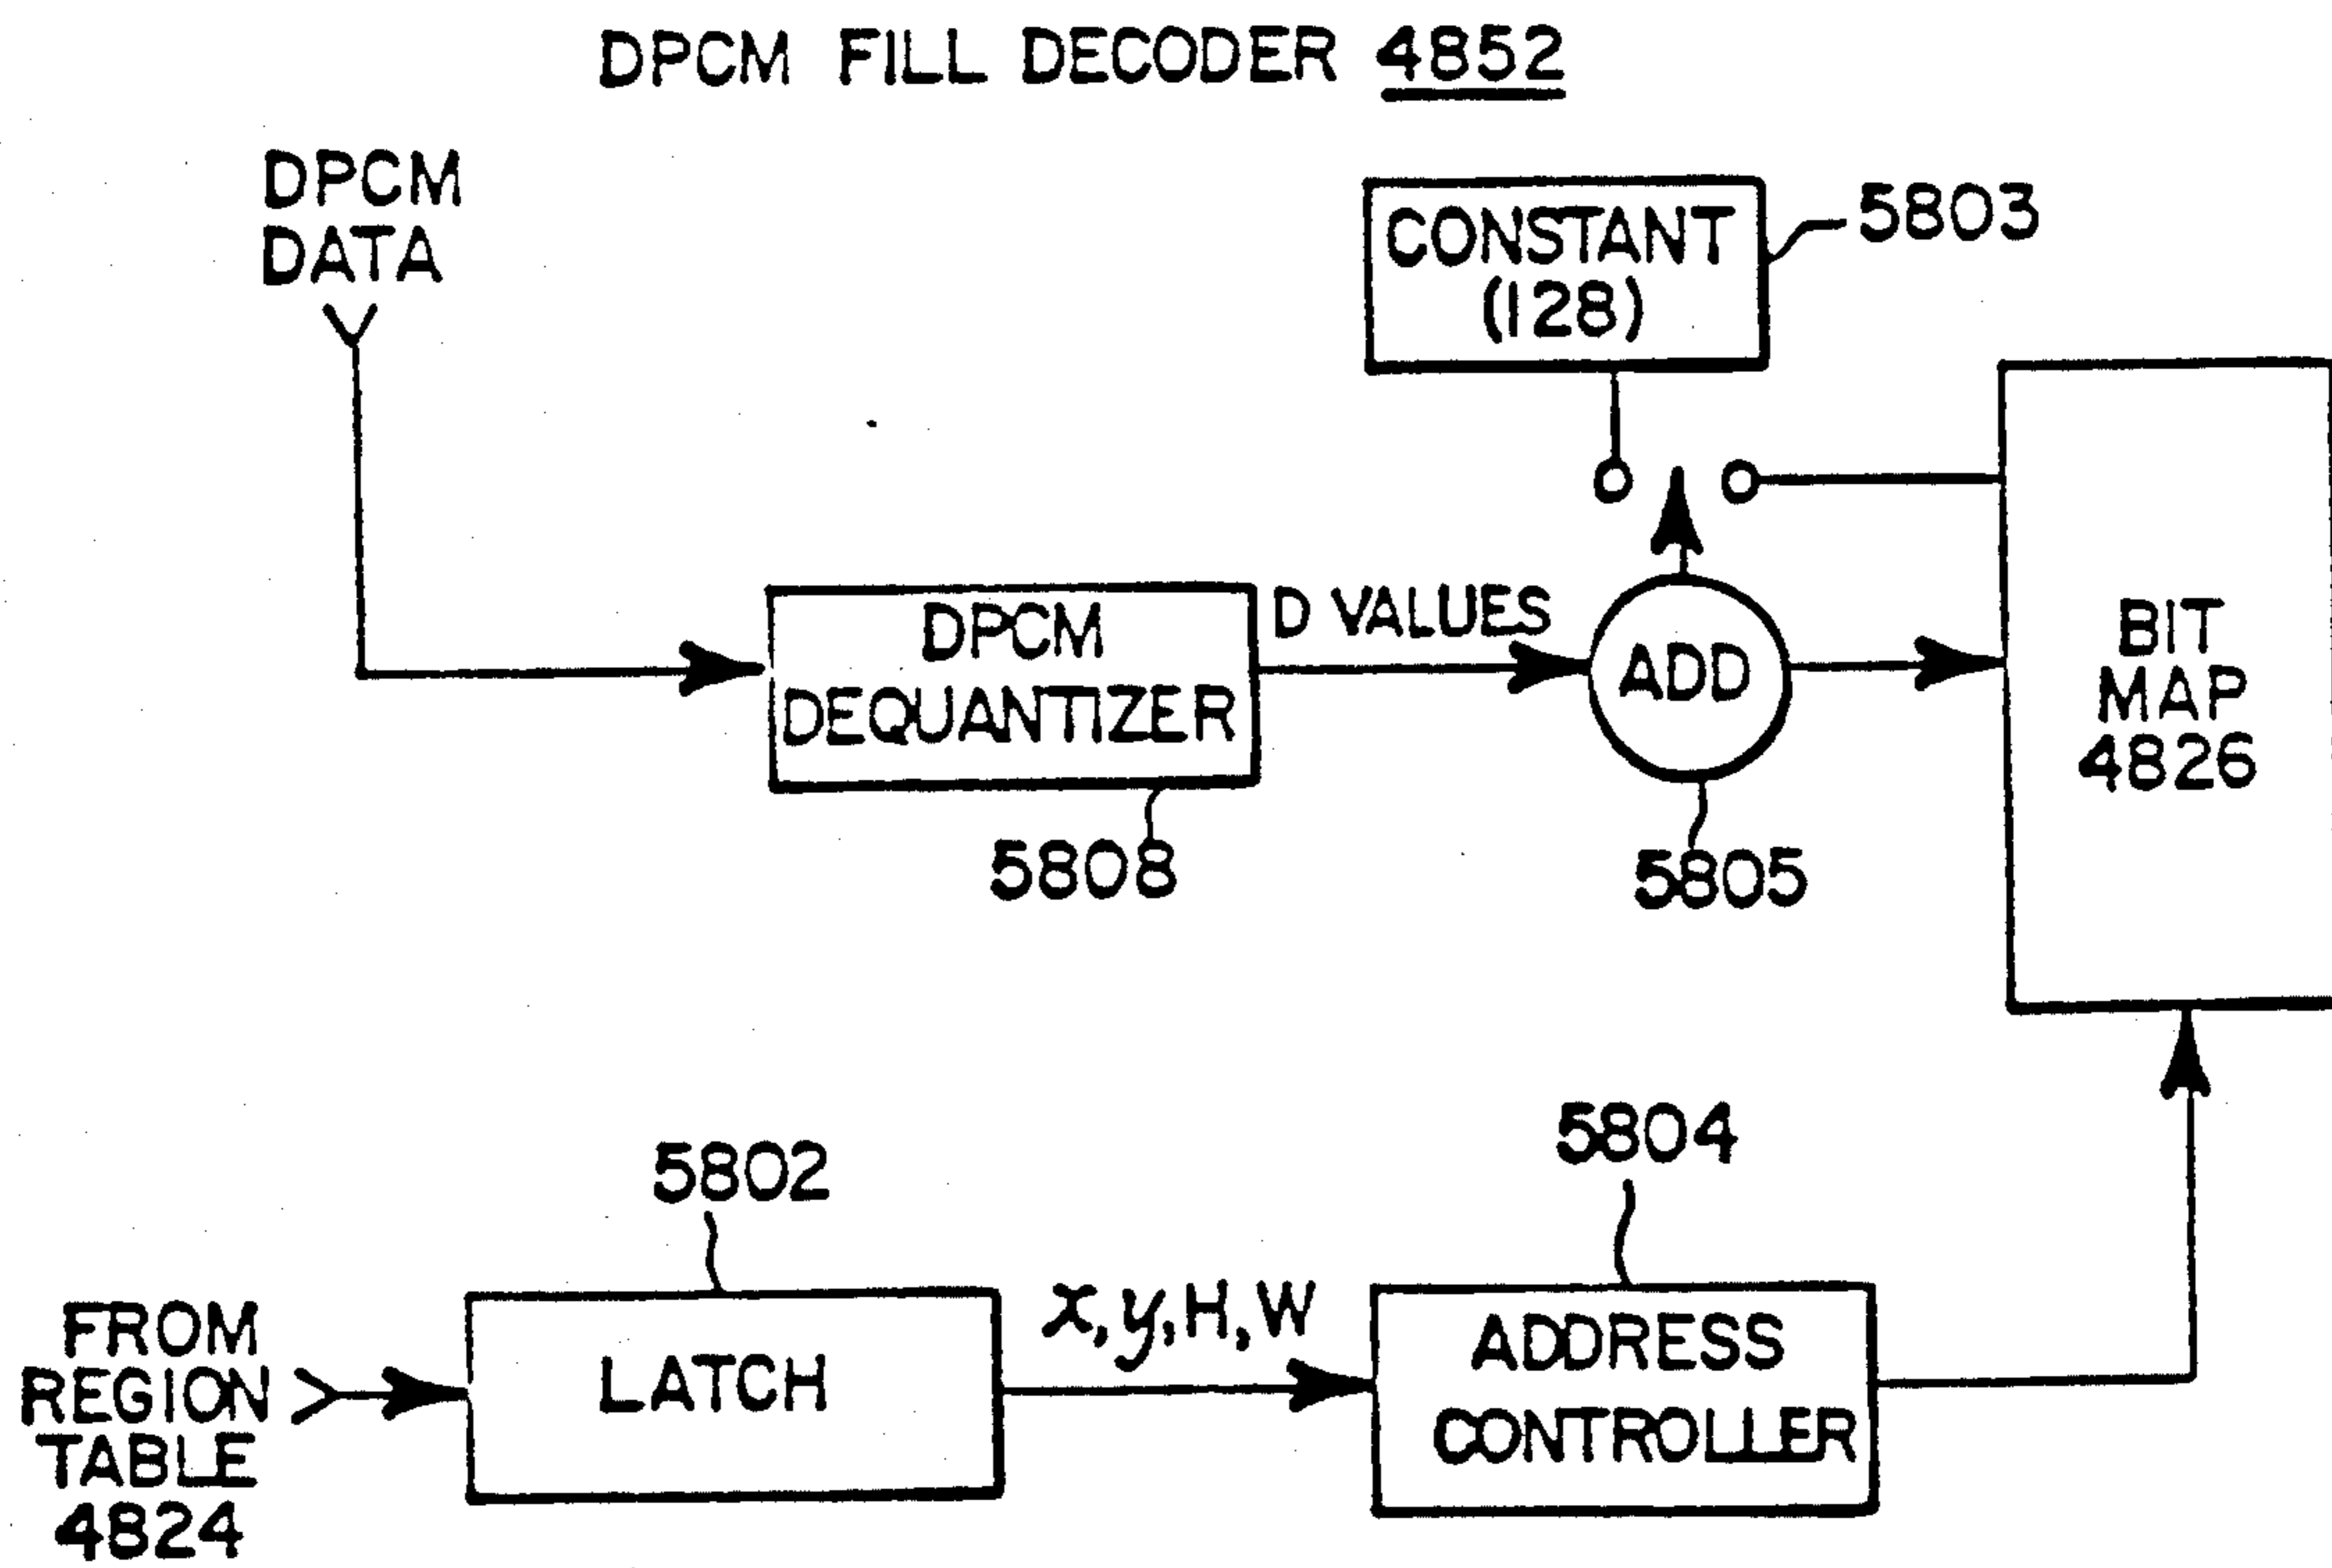 DPCM FILL DECODER 4852
DPCM
DATA
CONSTANT
(128)
5803
DPCM
DEQUANTIZER
5808
D VALUES
ADD
5805
BIT
MAP
4826
5802
5804
FROM
REGION
TABLE
4824
LATCH
x,y,H,W
ADDRESS
CONTROLLER